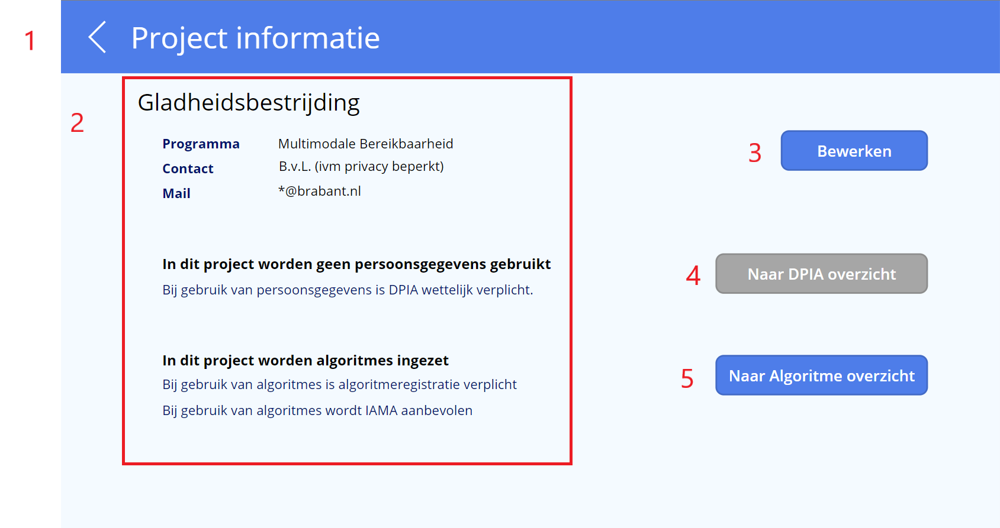 1
Project informatie
2
Gladheidsbestrijding
Programma Multimodale Bereikbaarheid
Contact B.v.L. (ivm privacy beperkt)
Mail *@brabant.nl
3
Bewerken
In dit project worden geen persoonsgegevens gebruikt
Bij gebruik van persoonsgegevens is DPIA wettelijk verplicht.
4
Naar DPIA overzicht
In dit project worden algoritmes ingezet
Bij gebruik van algoritmes is algoritmeregistratie verplicht
Bij gebruik van algoritmes wordt IAMA aanbevolen
5
Naar Algoritme overzicht